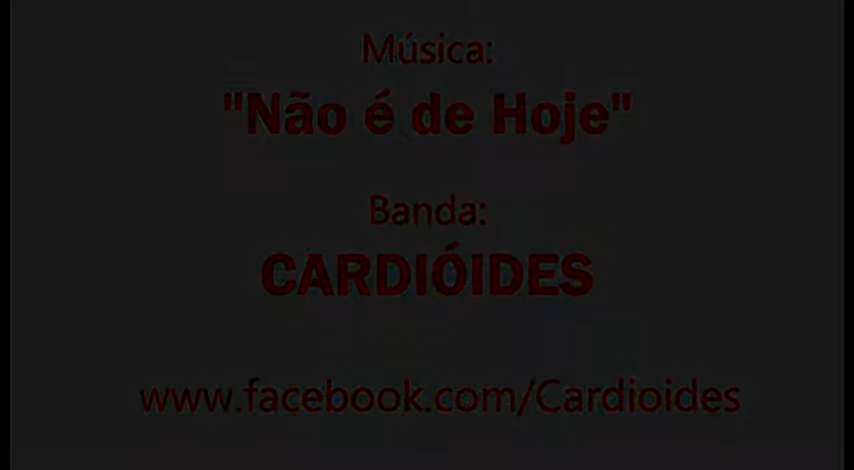 Música:
"Não é de Hoje"
Banda:
CARDIÓIDES
www.facebook.com/Cardioides